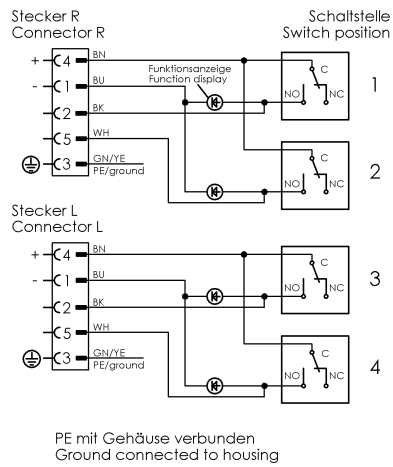 Stecker R
Connector R
Schaltstelle
Switch position
+ 4 BN
- 1 BU
2 BK
5 WH
3 GN/YE
PE/ground
Funktionsanzeige
Function display
C
NO NC
1
C
NO NC
2
Stecker L
Connector L
+ 4 BN
- 1 BU
2 BK
5 WH
3 GN/YE
PE/ground
C
NO NC
3
C
NO NC
4
PE mit Gehäuse verbunden
Ground connected to housing